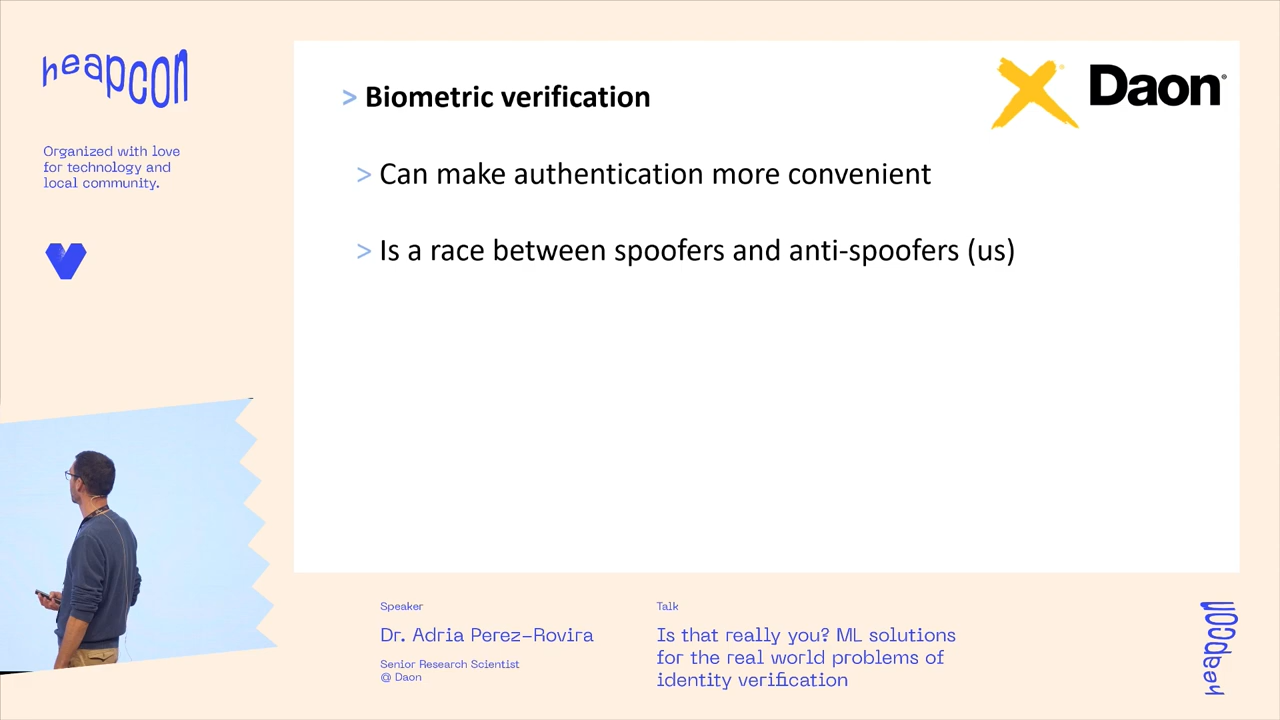 heapcon
Organized with love
for technology and
local community.
> Biometric verification
Daon®
> Can make authentication more convenient
> Is a race between spoofers and anti-spoofers (us)
Speaker
Dr. Adria Perez-Rovira
Senior Research Scientist
@ Daon
Talk
Is that really you? ML solutions
for the real world problems of
identity verification
heapcon